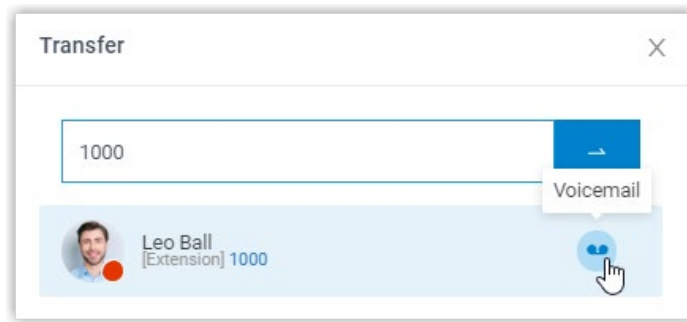 Transfer
1000
Voicemail
Leo Ball
[Extension] 1000